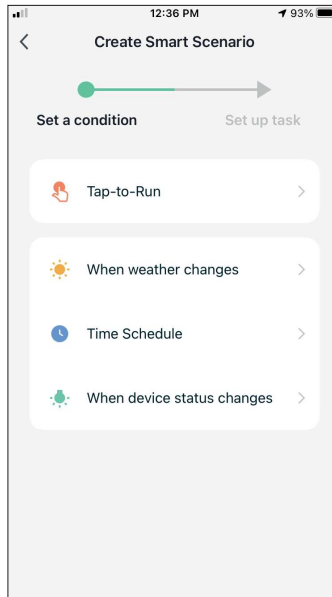 12:36 PM 93%
Create Smart Scenario
Set a condition Set up task
Tap-to-Run
When weather changes
Time Schedule
When device status changes